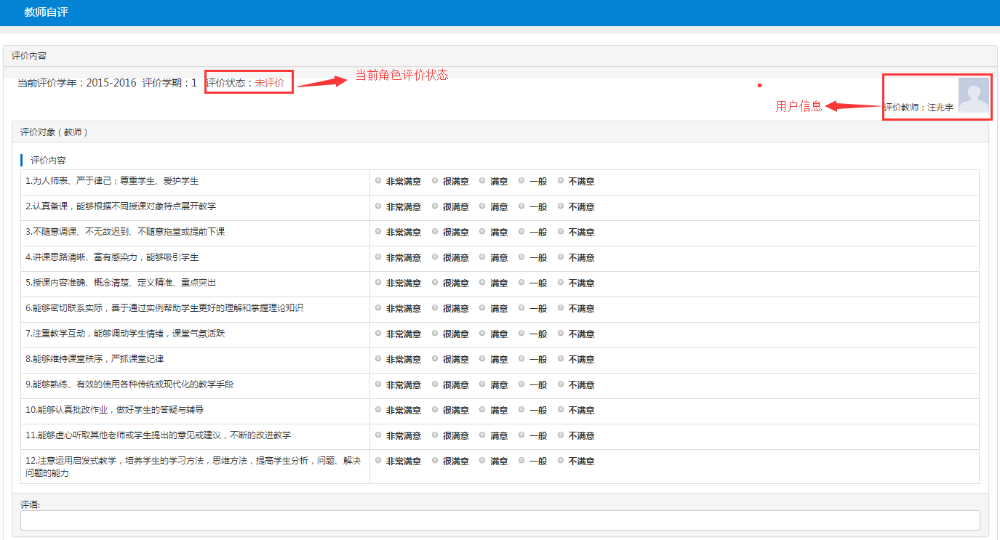 教师自评
评价内容
当前评价学年：2015-2016 评价学期：1 评价状态：未评价
当前角色评价状态
用户信息
评价教师：汪兆宇
评价对象（教师）
评价内容
1.为人师表、严于律己；尊重学生、爱护学生 非常满意 很满意 满意 一般 不满意
2.认真备课，能够根据不同授课对象特点展开教学 非常满意 很满意 满意 一般 不满意
3.不随意调课、不无故迟到、不随意拖堂或提前下课 非常满意 很满意 满意 一般 不满意
4.讲课思路清晰、富有感染力，能够吸引学生 非常满意 很满意 满意 一般 不满意
5.授课内容准确、概念清楚、定义精准、重点突出 非常满意 很满意 满意 一般 不满意
6.能够密切联系实际，善于通过实例帮助学生更好的理解和掌握理论知识 非常满意 很满意 满意 一般 不满意
7.注重教学互动，能够调动学生情绪，课堂气氛活跃 非常满意 很满意 满意 一般 不满意
8.能够维持课堂秩序，严抓课堂纪律 非常满意 很满意 满意 一般 不满意
9.能够熟练、有效的使用各种传统或现代化的教学手段 非常满意 很满意 满意 一般 不满意
10.能够认真批改作业，做好学生的答疑与辅导 非常满意 很满意 满意 一般 不满意
11.能够虚心听取其他老师或学生提出的意见或建议，不断的改进教学 非常满意 很满意 满意 一般 不满意
12.注意运用启发式教学，培养学生的学习方法，思维方法，提高学生分析，问题、解决 非常满意 很满意 满意 一般 不满意
问题的能力
评语: